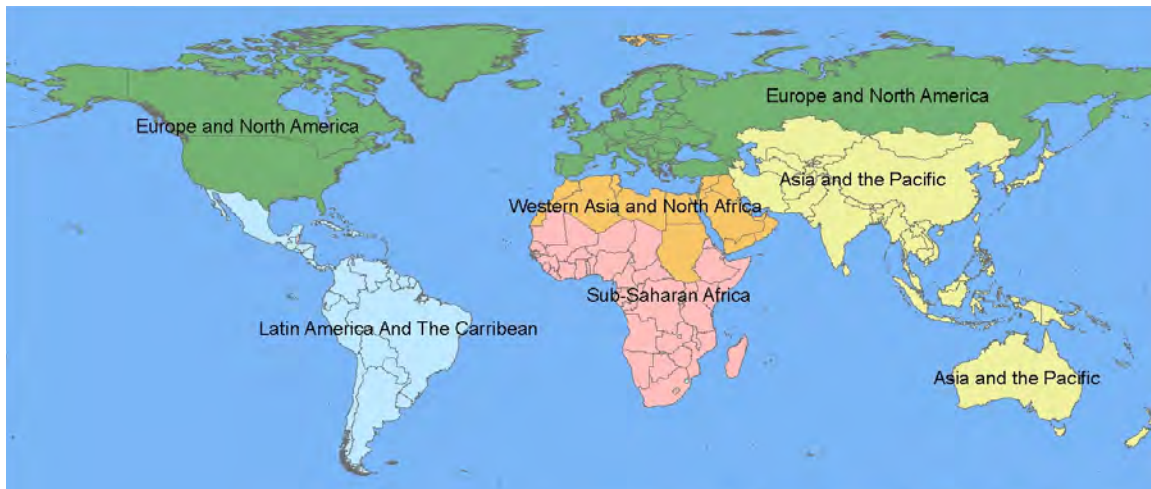 Europe and North America
Europe and North America
Asia and the Pacific
Western Asia and North Africa
Sub-Saharan Africa
Latin America And The Carribean
Asia and the Pacific